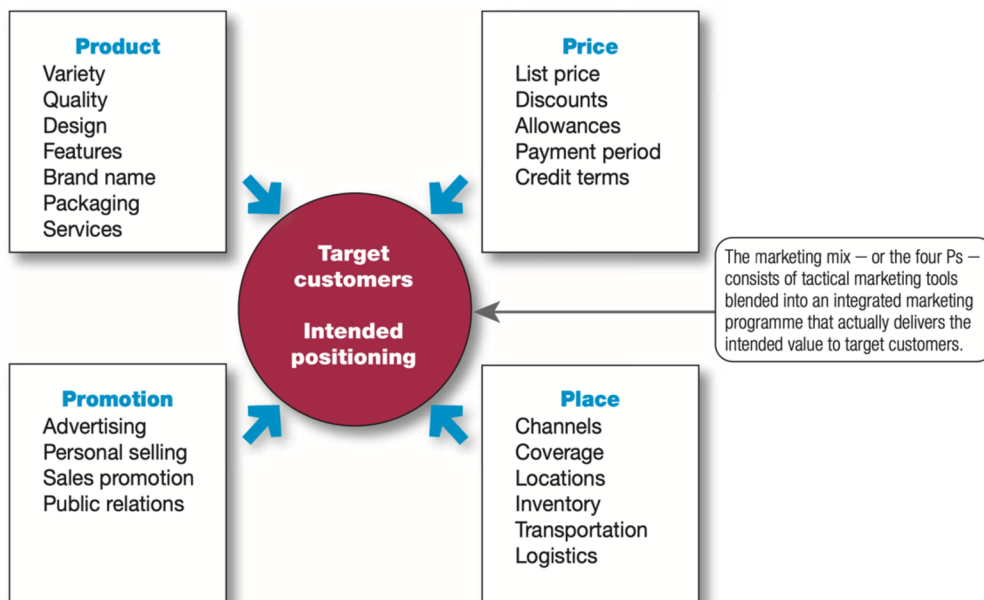 Product
Variety
Quality
Design
Features
Brand name
Packaging
Services
Price
List price
Discounts
Allowances
Payment period
Credit terms
Target
customers
Intended
positioning
The marketing mix — or the four Ps —
consists of tactical marketing tools
blended into an integrated marketing
programme that actually delivers the
intended value to target customers.
Promotion
Advertising
Personal selling
Sales promotion
Public relations
Place
Channels
Coverage
Locations
Inventory
Transportation
Logistics